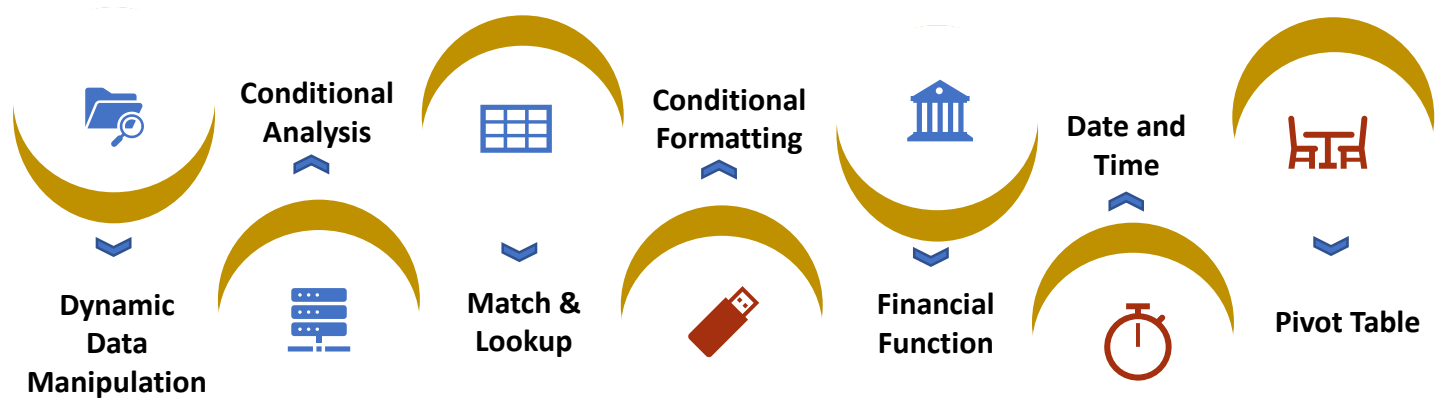 Dynamic
Data
Manipulation
Conditional
Analysis
Match &
Lookup
Conditional
Formatting
Financial
Function
Date and
Time
Pivot Table